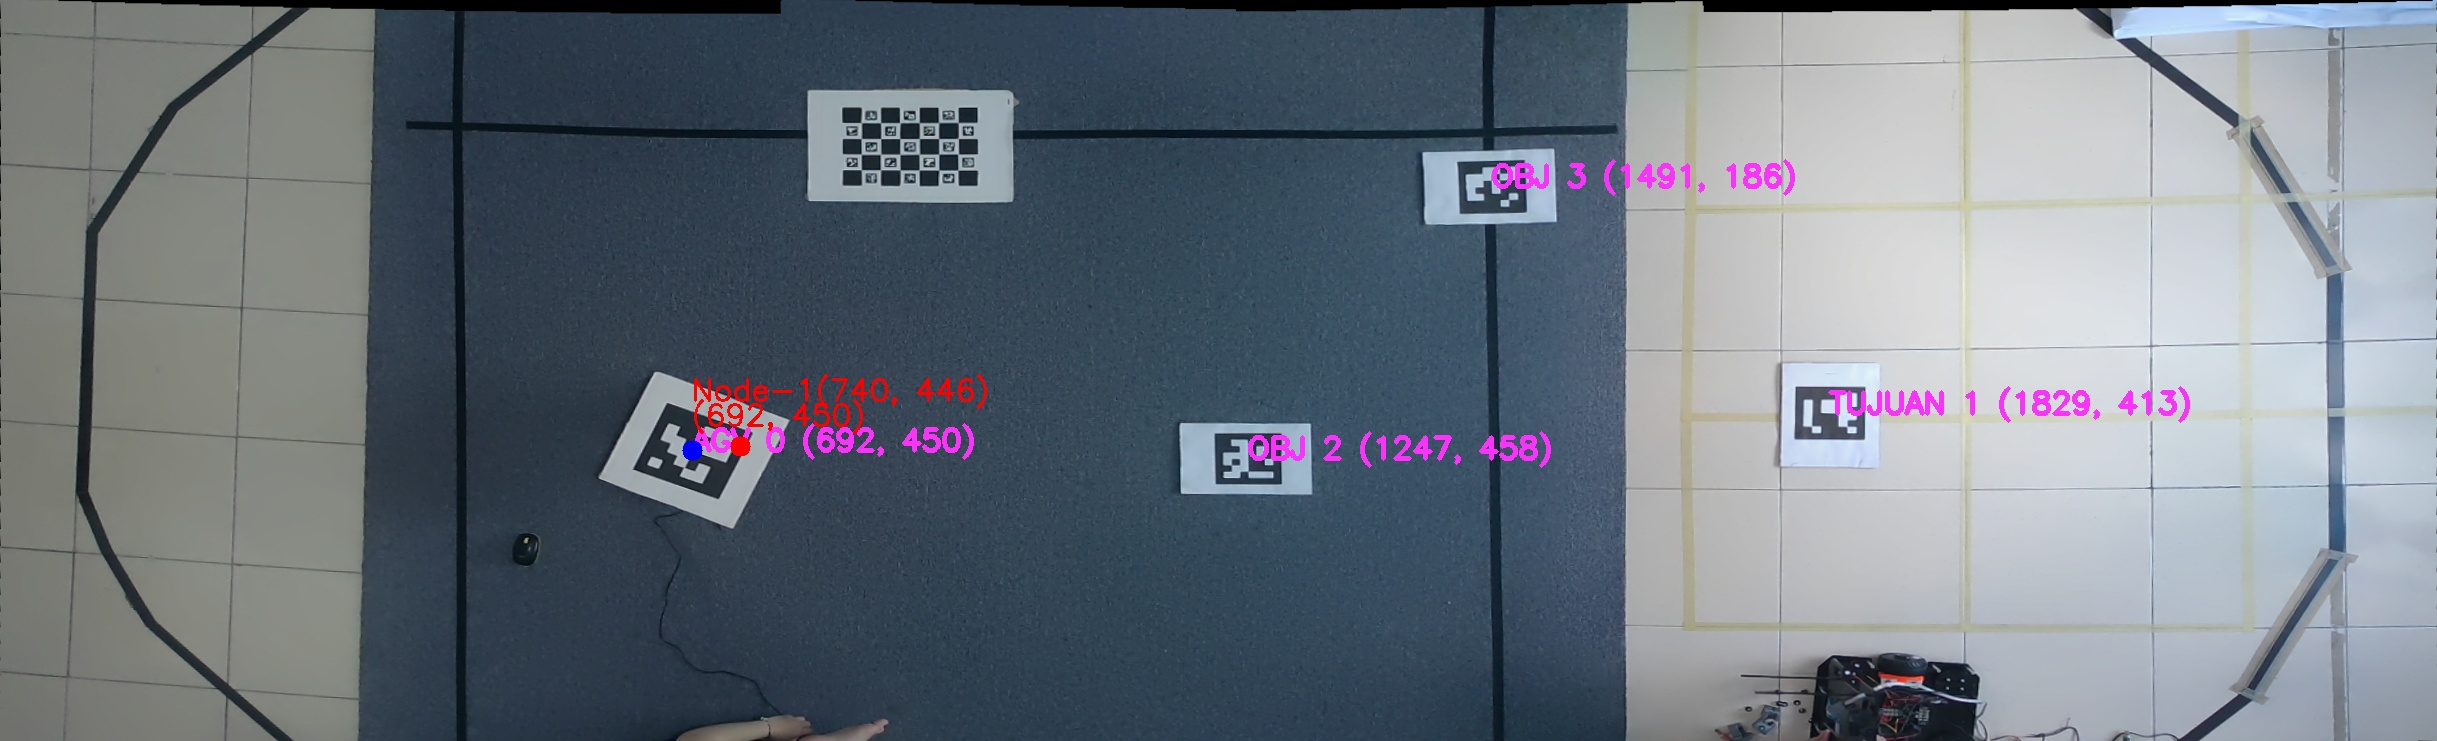 OBJ 3 (1491, 186)
Node-1(740, 446)
(692, 450)
AGV 0 (692, 450)
OBJ 2 (1247, 458)
TUJUAN 1 (1829, 413)